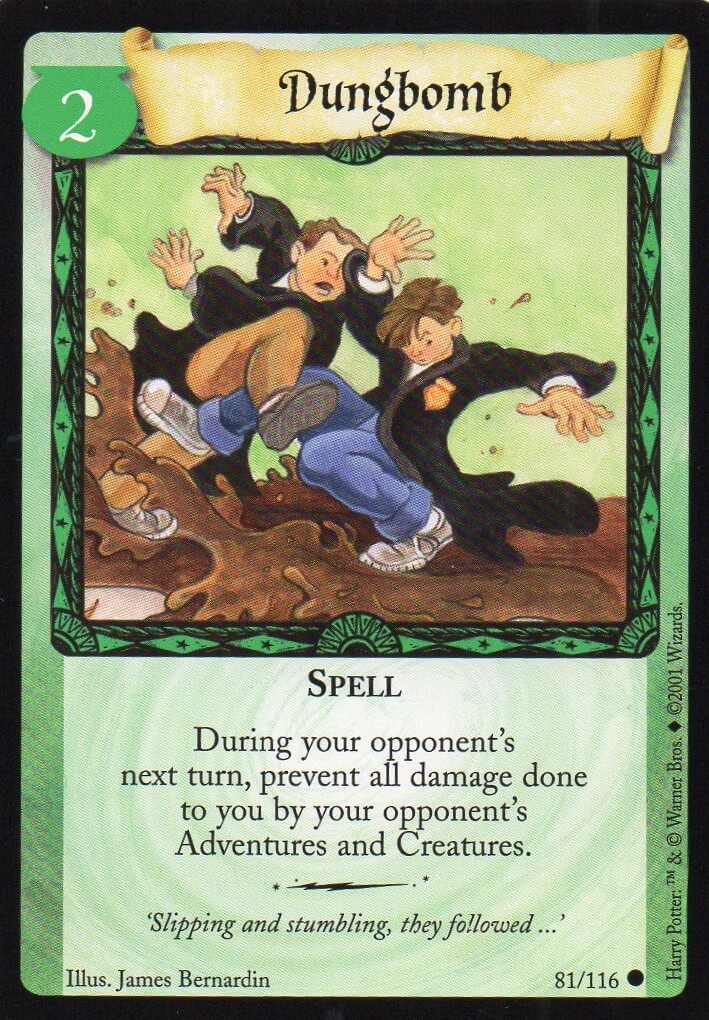 2
Dungbomb
SPELL
During your opponent's
next turn, prevent all damage done
to you by your opponent's
Adventures and Creatures.
'Slipping and stumbling, they followed ...'
Illus. James Bernardin
81/116
Harry Potter: ™ & © Warner Bros. ♦ ©2001 Wizards.